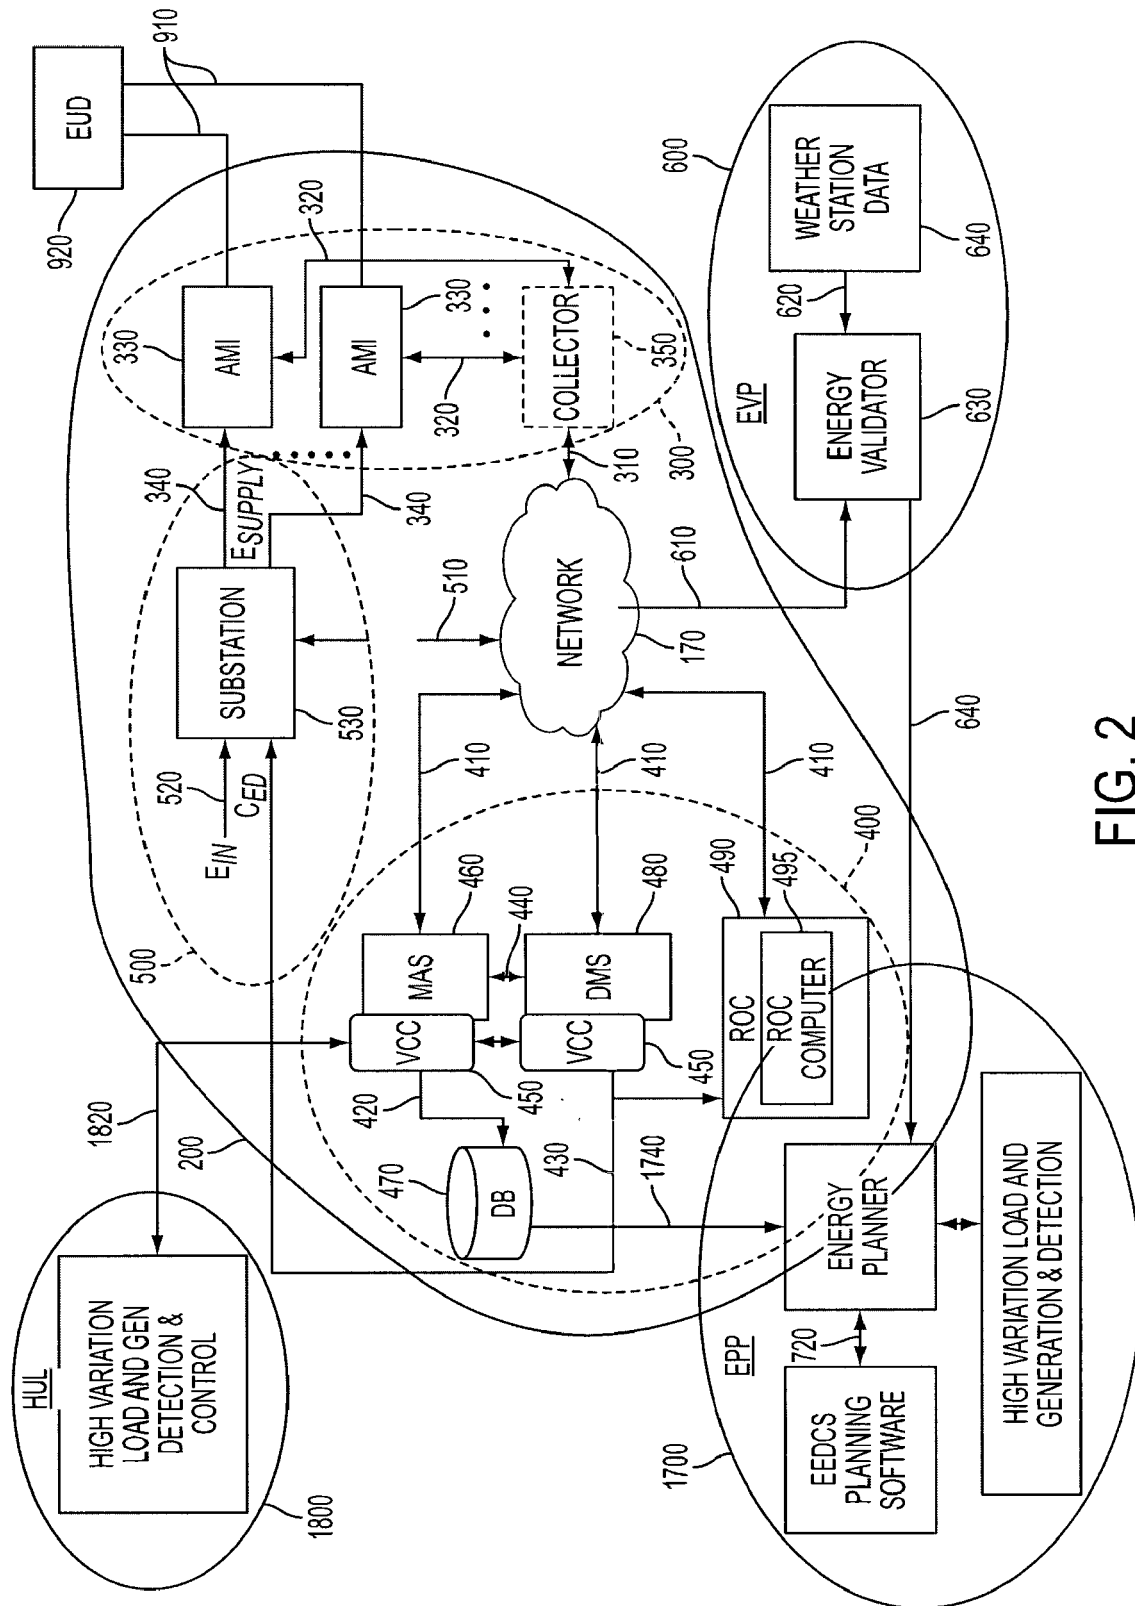 HUL
HIGH VARIATION
LOAD AND GEN
DETECTION &
CONTROL
1800
1820
200
500
EIN
520
CED
SUBSTATION
530
ESUPPLY
340
340
510
AMI
330
AMI
330
320
320
COLLECTOR
350
300
310
EUD
920
910
NETWORK
170
610
410
410
410
MAS
460
VCC
450
440
DMS
480
VCC
450
420
430
DB
470
1740
ROC
490
ROC
COMPUTER
495
400
EVP
600
WEATHER
STATION
DATA
640
620
ENERGY
VALIDATOR
630
640
EPP
1700
EEDCS
PLANNING
SOFTWARE
720
ENERGY
PLANNER
HIGH VARIATION LOAD AND
GENERATION & DETECTION
FIG. 2